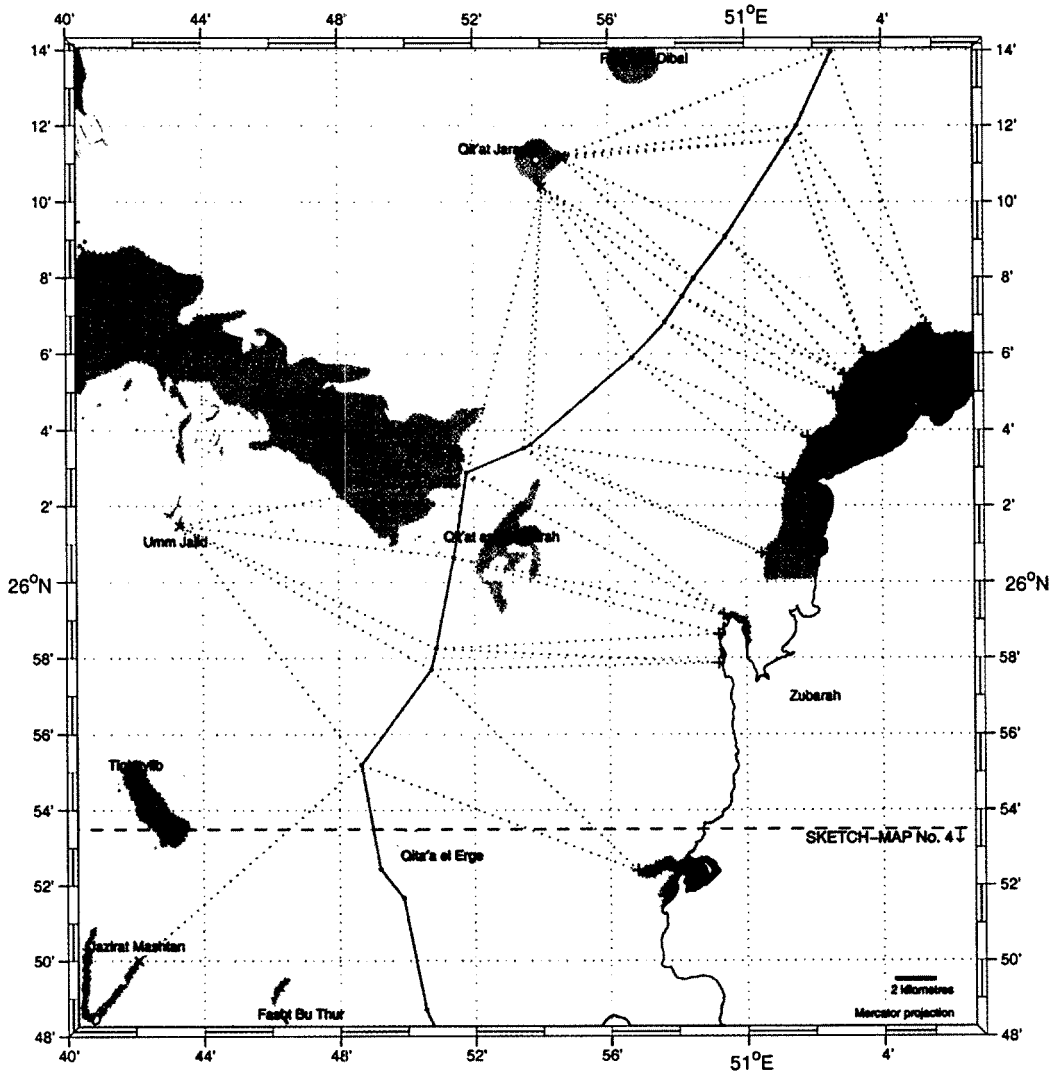 40' 44' 48' 52' 56' 51°E 4'
14' 14'
Dibal
12' 12'
Qit'at
10' 10'
8' 8'
6' 6'
4' 4'
2' 2'
Umm Jalid
26°N 26°N
58' 58'
Zubarah
56' 56'
54' 54'
SKETCH-MAP No. 4↓
Qita'a el Erge
52' 52'
Jazirat Mashtan
50' 50'
2 kilometres
Fasht Bu Thur
Mercator projection
48' 48'
40' 44' 48' 52' 56' 51°E 4'